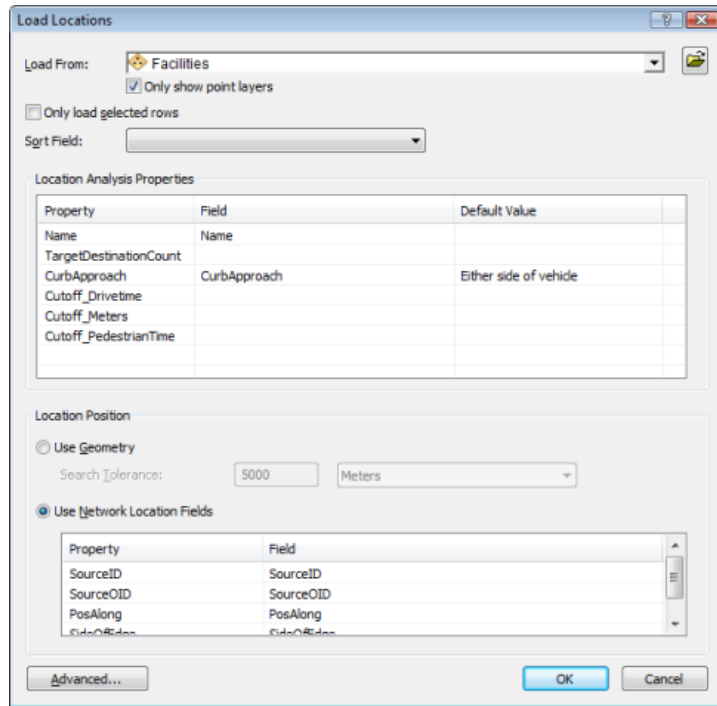 Load Locations
Load From: Facilities
Only show point layers
Only load selected rows
Sort Field:
Location Analysis Properties
Property Field Default Value
Name Name
TargetDestinationCount
CurbApproach CurbApproach Either side of vehicle
Cutoff_Drivetime
Cutoff_Meters
Cutoff_PedestrianTime
Location Position
Use Geometry
Search Tolerance: 5000 Meters
Use Network Location Fields
Property Field
SourceID SourceID
SourceOID SourceOID
PosAlong PosAlong
SideOfEdge SideOfEdge
Advanced... OK Cancel